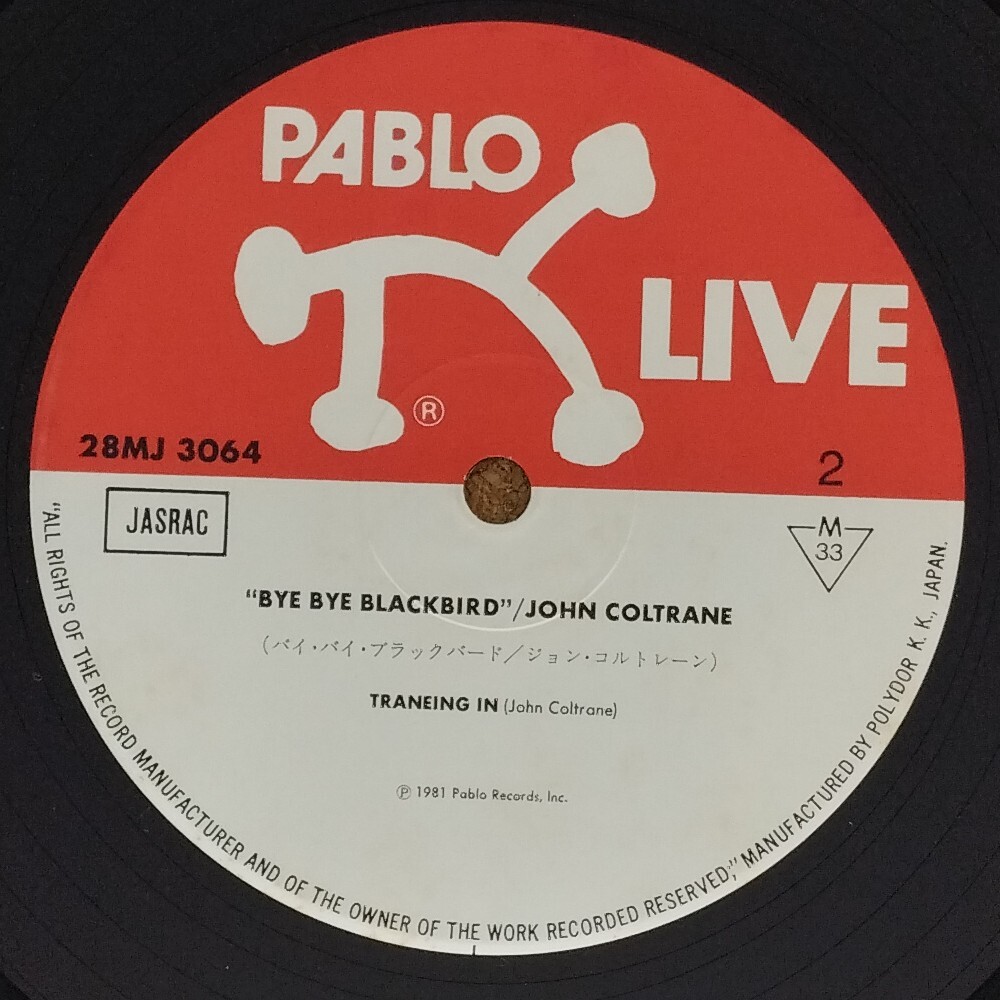 PABLO
LIVE
®
28MJ 3064
2
JASRAC
M
33
“BYE BYE BLACKBIRD”/JOHN COLTRANE
(バイ・バイ・ブラックバード/ジョン・コルトレーン)
TRANEING IN (John Coltrane)
℗ 1981 Pablo Records, Inc.
“ALL RIGHTS OF THE RECORD MANUFACTURER AND OF THE OWNER OF THE WORK RECORDED RESERVED;” MANUFACTURED BY POLYDOR K. K., JAPAN.